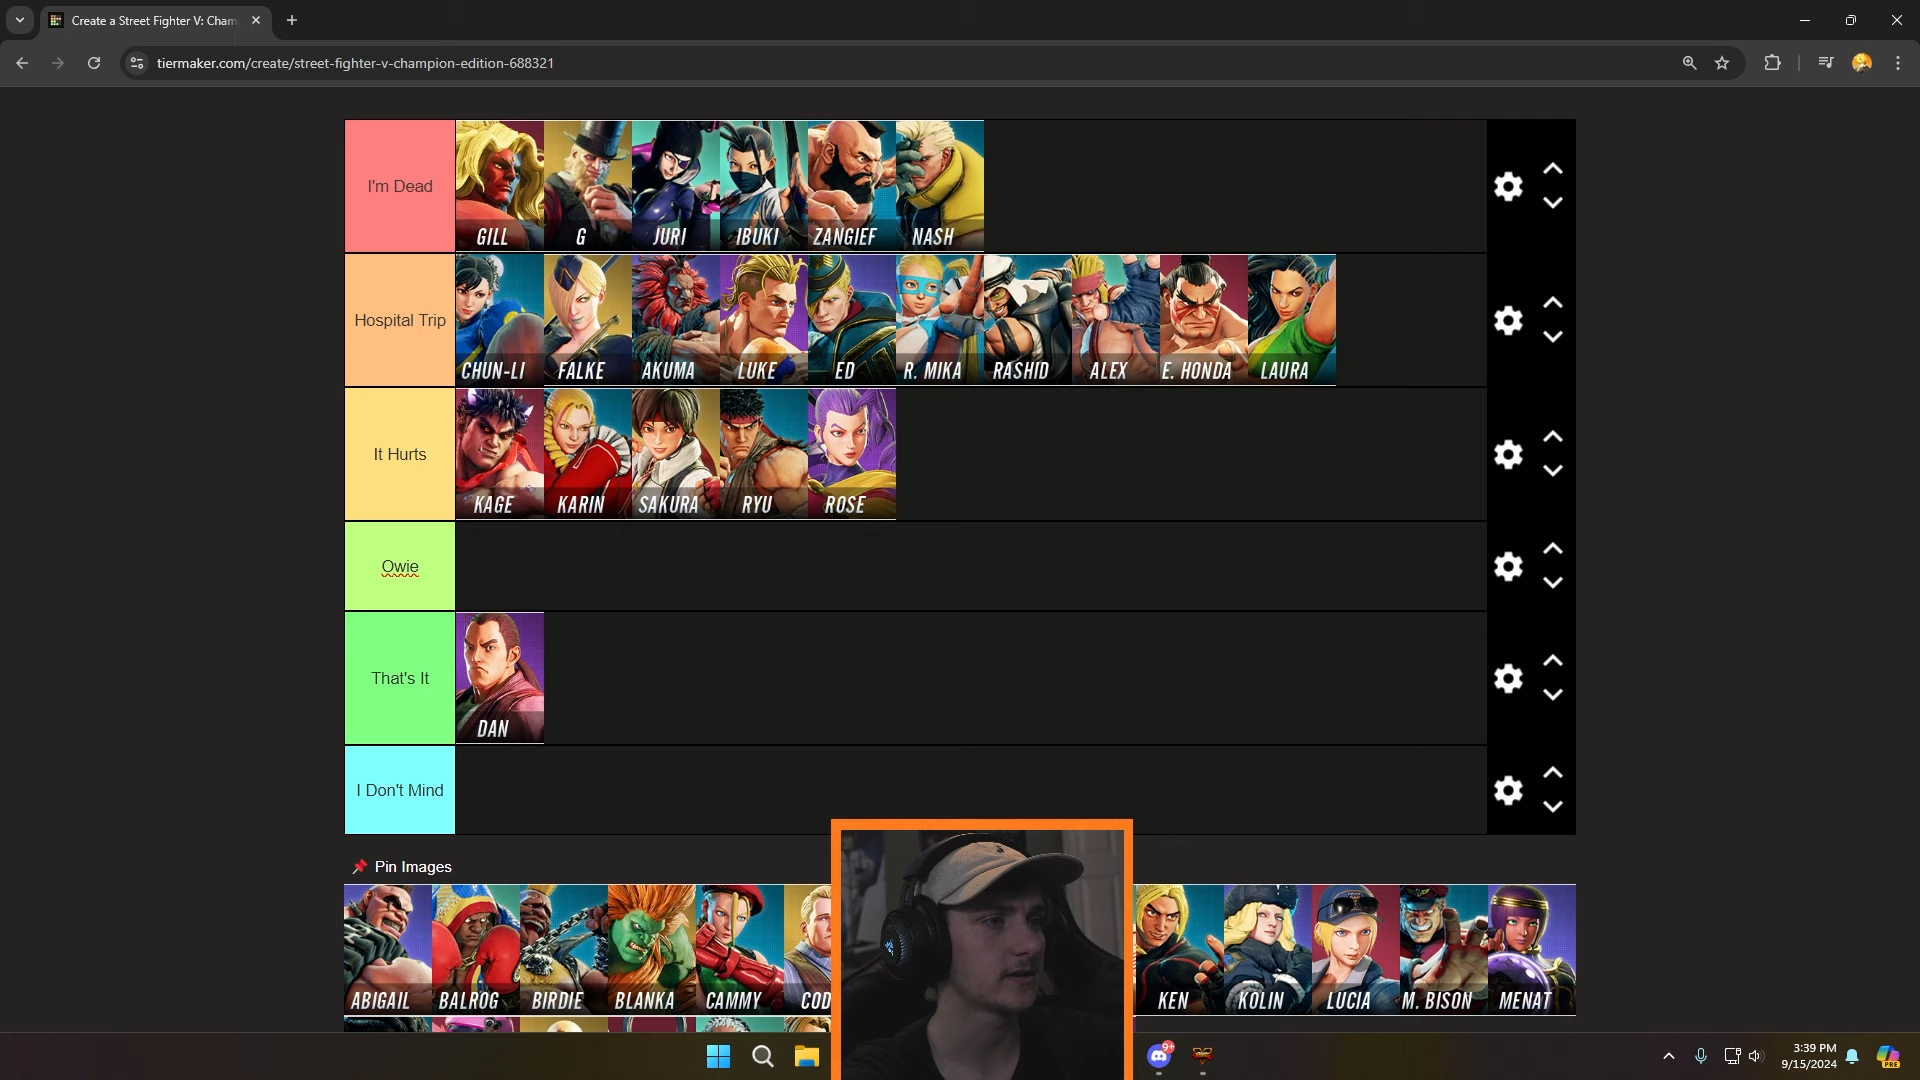 Create a Street Fighter V: Cham
tiermaker.com/create/street-fighter-v-champion-edition-688321
I'm Dead
GILL G JURI IBUKI ZANGIEF NASH
Hospital Trip
CHUN-LI FALKE AKUMA LUKE ED R. MIKA RASHID ALEX E. HONDA LAURA
It Hurts
KAGE KARIN SAKURA RYU ROSE
Owie
That's It
DAN
I Don't Mind
Pin Images
ABIGAIL BALROG BIRDIE BLANKA CAMMY COD KEN KOLIN LUCIA M. BISON MENAT
9+
3:39 PM
9/15/2024
PRE